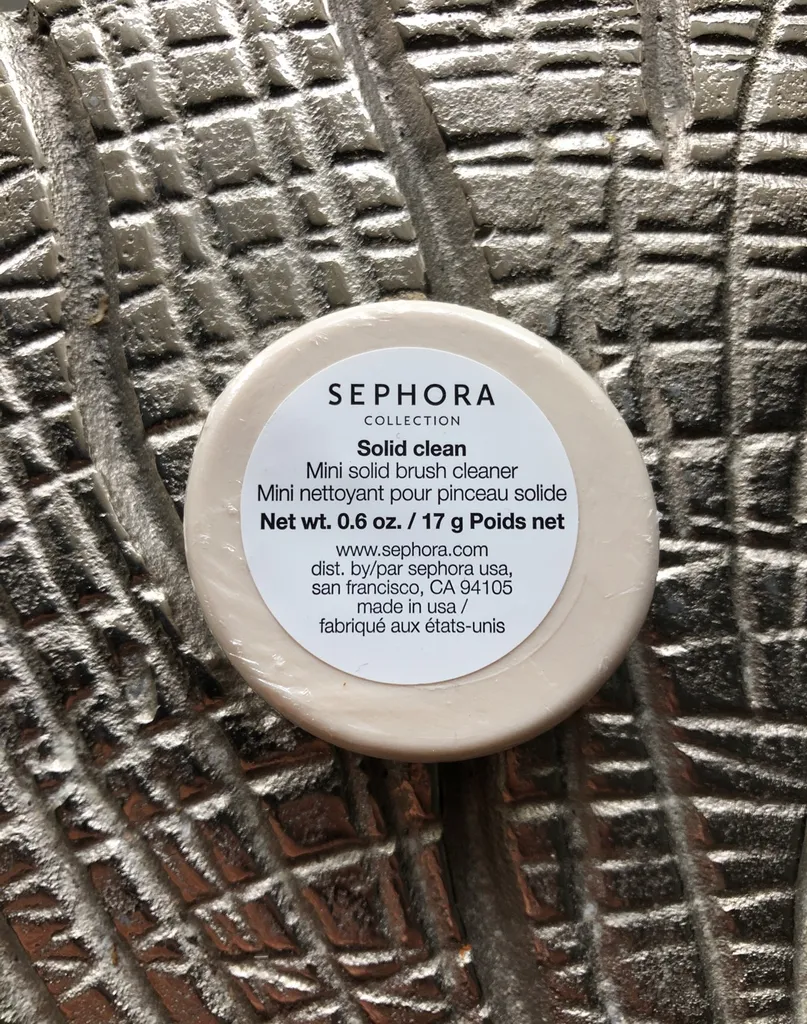 SEPHORA
COLLECTION
Solid clean
Mini solid brush cleaner
Mini nettoyant pour pinceau solide
Net wt. 0.6 oz. / 17 g Poids net
www.sephora.com
dist. by/par sephora usa,
san francisco, CA 94105
made in usa /
fabriqué aux états-unis